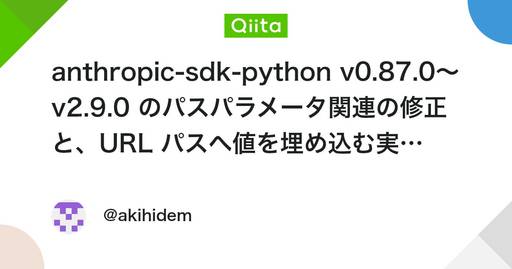 Qiita
anthropic-sdk-python v0.87.0〜
v2.9.0 のパスパラメータ関連の修正
と、URL パスへ値を埋め込む実…
@akihidem